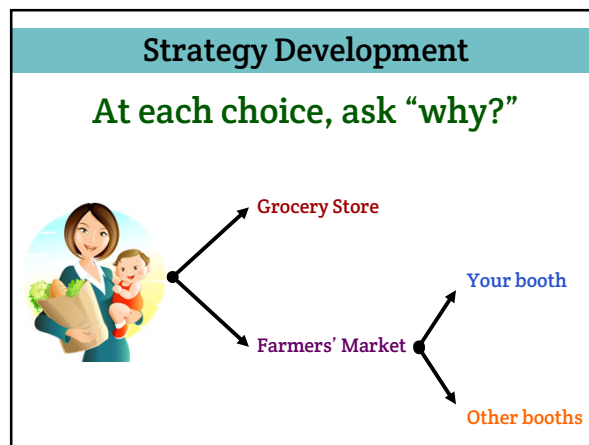 Strategy Development
At each choice, ask “why?”
Grocery Store
Your booth
Farmers’ Market
Other booths